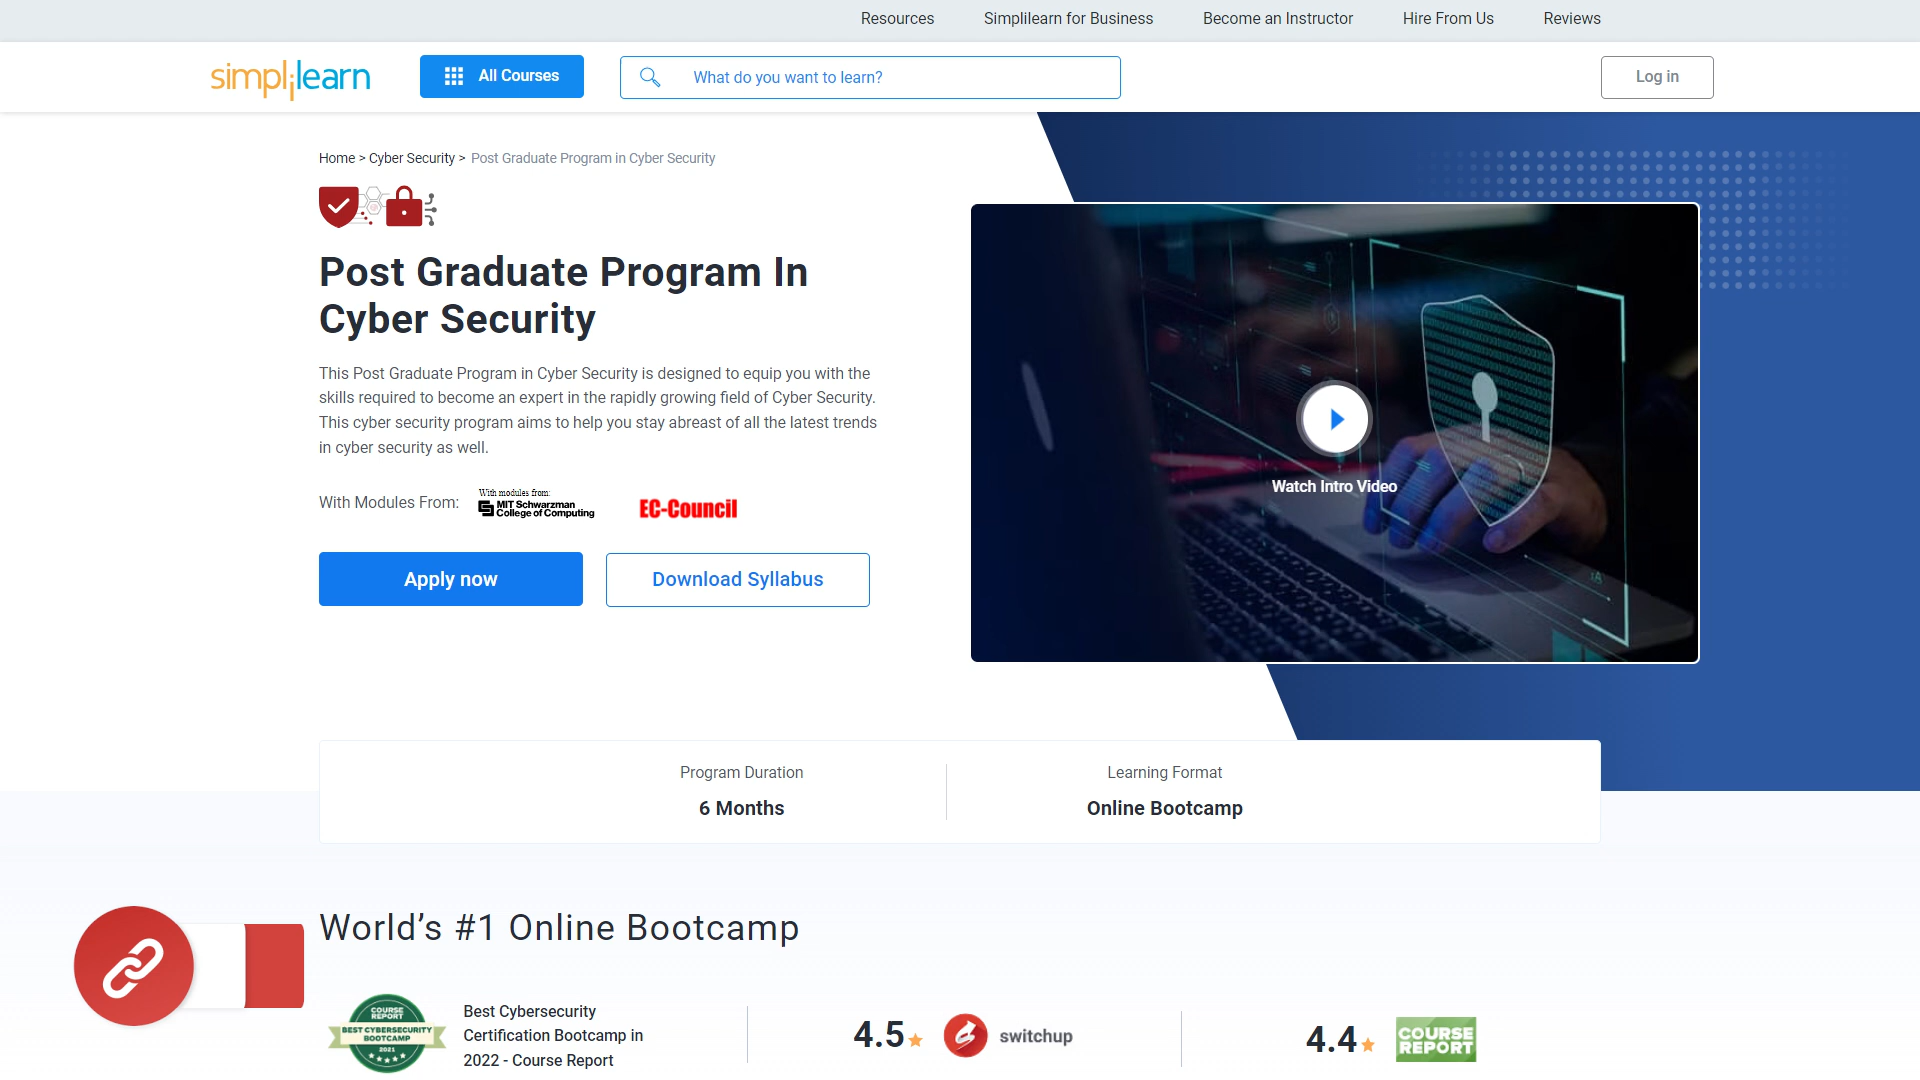 Resources Simplilearn for Business Become an Instructor Hire From Us Reviews
simplilearn All Courses What do you want to learn? Log in
Home > Cyber Security > Post Graduate Program in Cyber Security
Post Graduate Program In
Cyber Security
This Post Graduate Program in Cyber Security is designed to equip you with the
skills required to become an expert in the rapidly growing field of Cyber Security.
This cyber security program aims to help you stay abreast of all the latest trends
in cyber security as well.
With Modules From:
With modules from:
MIT Schwarzman
College of Computing
EC-Council
Apply now Download Syllabus
Watch Intro Video
Program Duration
6 Months
Learning Format
Online Bootcamp
World’s #1 Online Bootcamp
COURSE
REPORT
BEST CYBERSECURITY
BOOTCAMP
2021
Best Cybersecurity
Certification Bootcamp in
2022 - Course Report
4.5 switchup
4.4 COURSE
REPORT